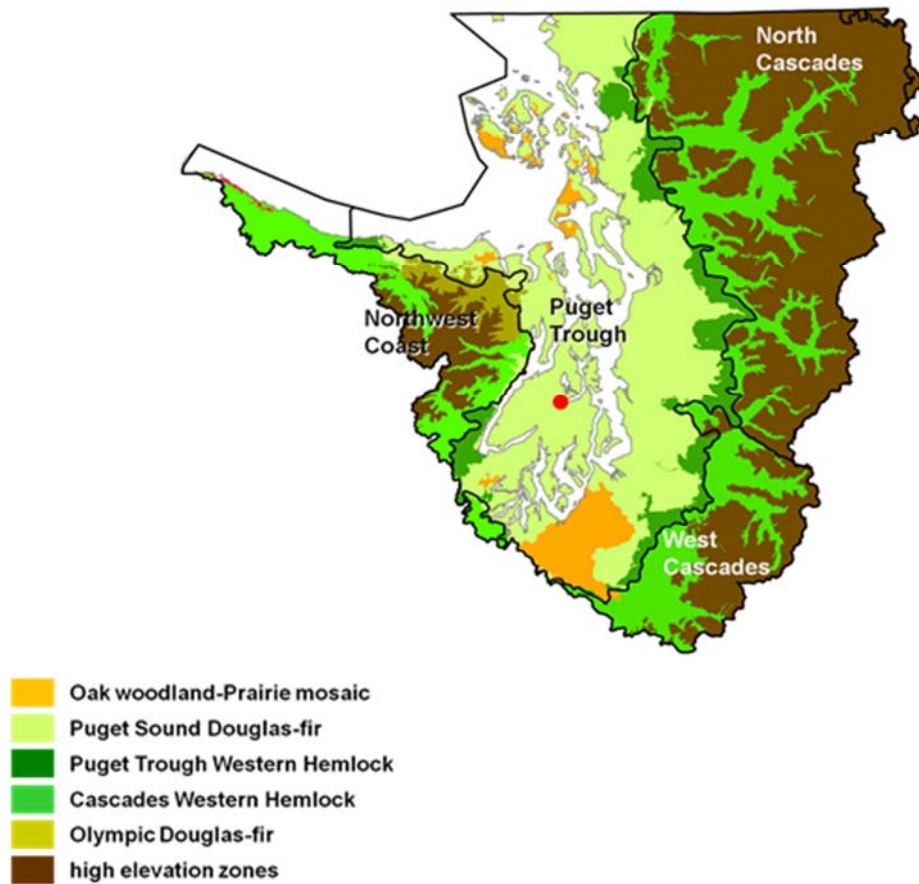 North
Cascades
Northwest
Coast
Puget
Trough
West
Cascades
Oak woodland-Prairie mosaic
Puget Sound Douglas-fir
Puget Trough Western Hemlock
Cascades Western Hemlock
Olympic Douglas-fir
high elevation zones